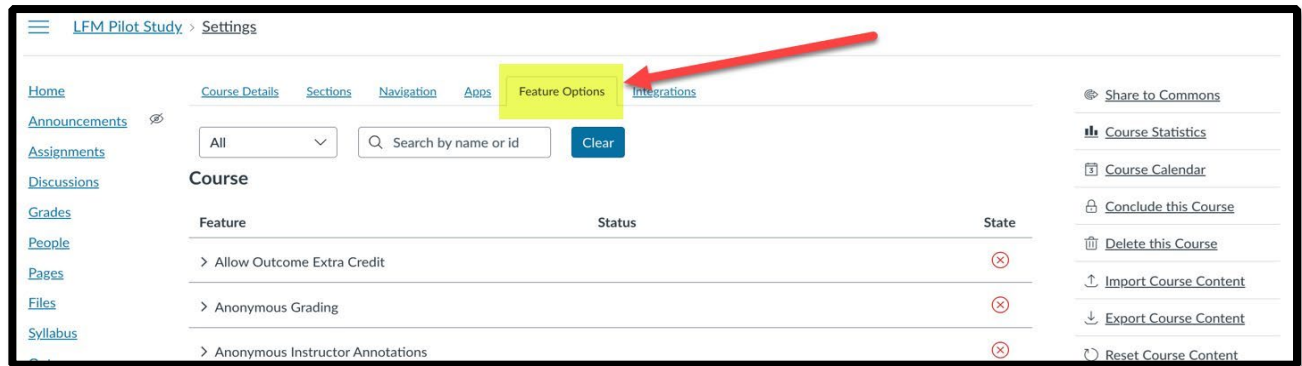 LFM Pilot Study > Settings
Home
Announcements
Assignments
Discussions
Grades
People
Pages
Files
Syllabus
Course Details Sections Navigation Apps Feature Options Integrations
All Search by name or id Clear
Course
Feature Status State
> Allow Outcome Extra Credit
> Anonymous Grading
> Anonymous Instructor Annotations
Share to Commons
Course Statistics
3 Course Calendar
Conclude this Course
Delete this Course
Import Course Content
Export Course Content
Reset Course Content